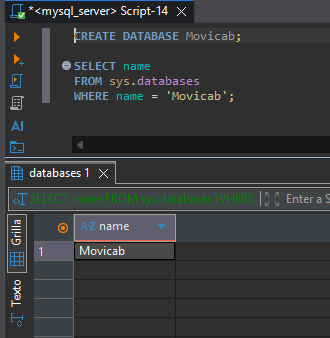 *<mysql_server> Script-14
CREATE DATABASE Movicab;
SELECT name
FROM sys.databases
WHERE name = 'Movicab';
AI
databases 1
SELECT name FROM sys.databases WHERE
Enter a S
Grilla
Texto
A-Z name
1 Movicab